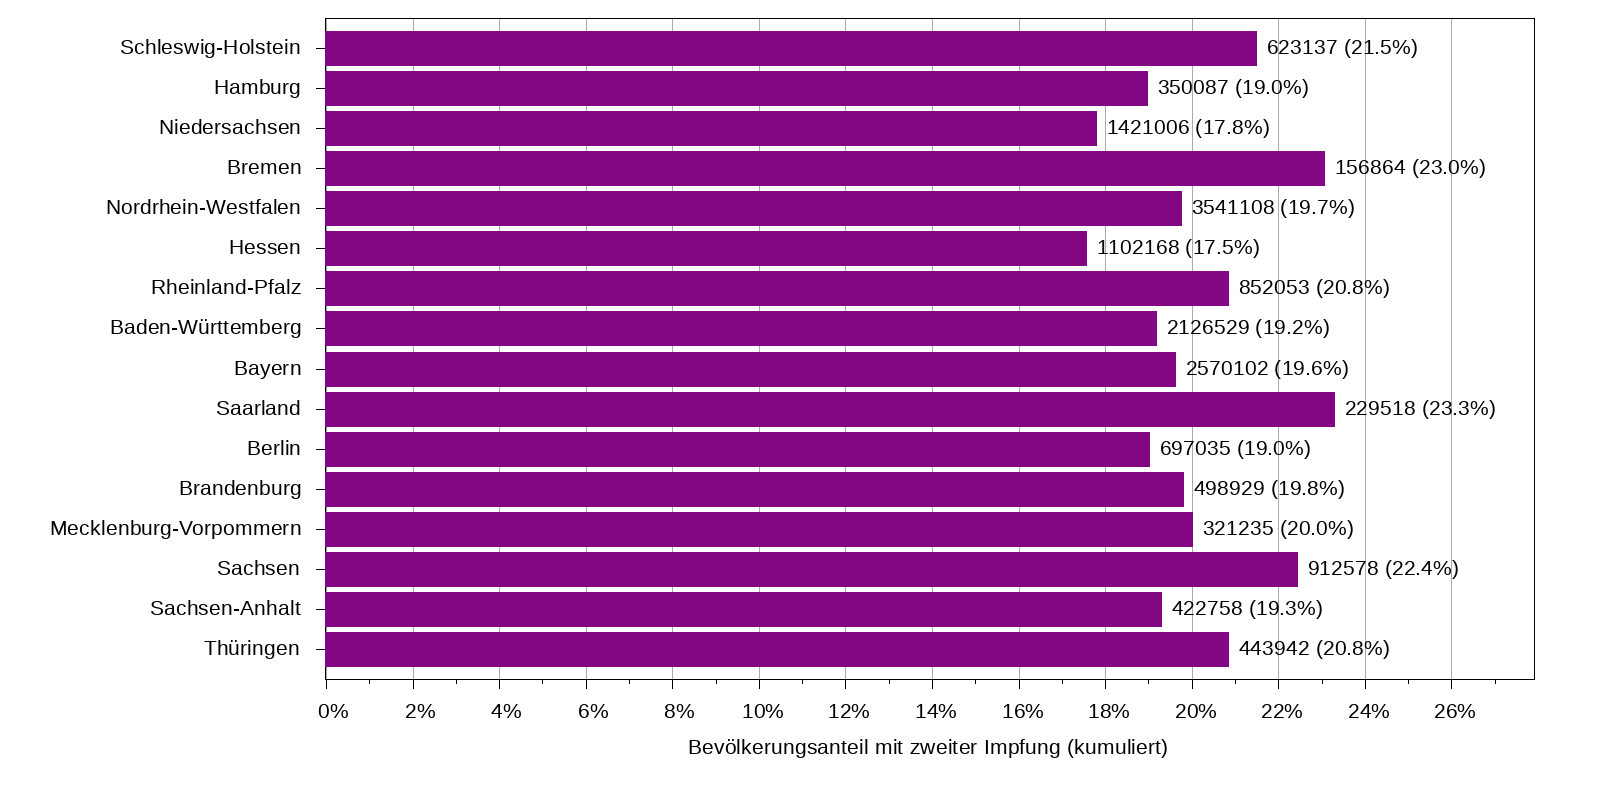 Schleswig-Holstein 623137 (21.5%)
Hamburg 350087 (19.0%)
Niedersachsen 1421006 (17.8%)
Bremen 156864 (23.0%)
Nordrhein-Westfalen 3541108 (19.7%)
Hessen 1102168 (17.5%)
Rheinland-Pfalz 852053 (20.8%)
Baden-Württemberg 2126529 (19.2%)
Bayern 2570102 (19.6%)
Saarland 229518 (23.3%)
Berlin 697035 (19.0%)
Brandenburg 498929 (19.8%)
Mecklenburg-Vorpommern 321235 (20.0%)
Sachsen 912578 (22.4%)
Sachsen-Anhalt 422758 (19.3%)
Thüringen 443942 (20.8%)
0% 2% 4% 6% 8% 10% 12% 14% 16% 18% 20% 22% 24% 26%
Bevölkerungsanteil mit zweiter Impfung (kumuliert)